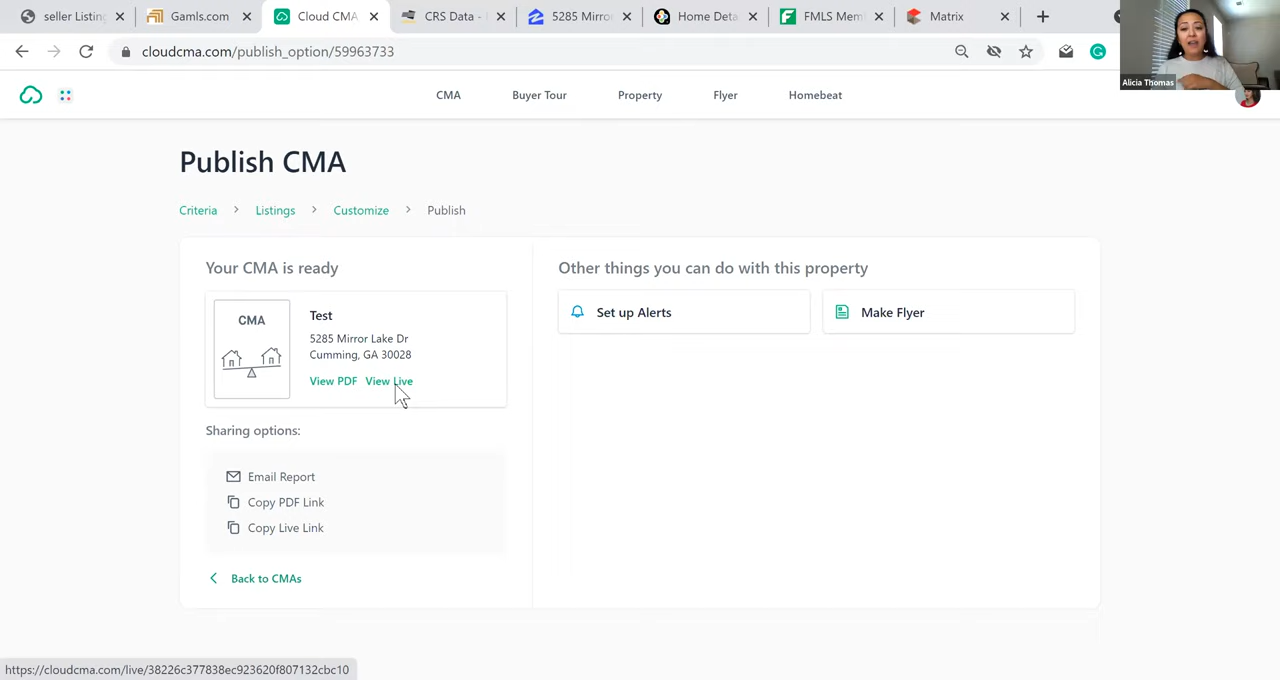 seller Listing
Gamls.com
Cloud CMA
CRS Data -
5285 Mirror
Home Deta
FMLS Mem
Matrix
cloudcma.com/publish_option/59963733
Alicia Thomas
CMA
Buyer Tour
Property
Flyer
Homebeat
Publish CMA
Criteria > Listings > Customize > Publish
Your CMA is ready
CMA
Test
5285 Mirror Lake Dr
Cumming, GA 30028
View PDF View Live
Sharing options:
Email Report
Copy PDF Link
Copy Live Link
Back to CMAs
Other things you can do with this property
Set up Alerts
Make Flyer
https://cloudcma.com/live/38226c377838ec923620f807132cbc10